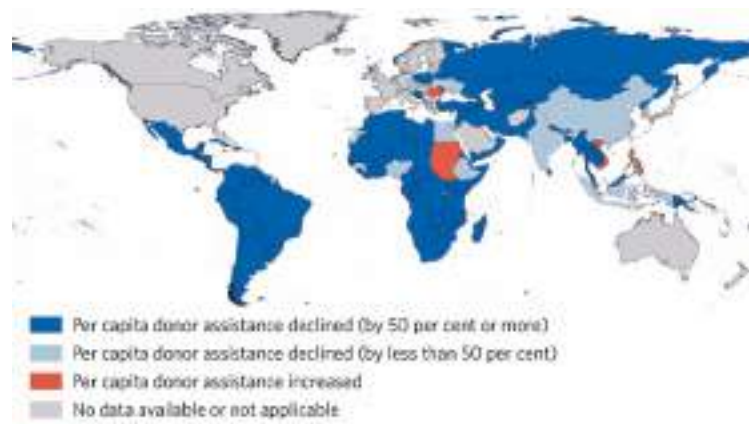 Per capita donor assistance declined (by 50 per cent or more)
Per capita donor assistance declined (by less than 50 per cent)
Per capita donor assistance increased
No data available or not applicable